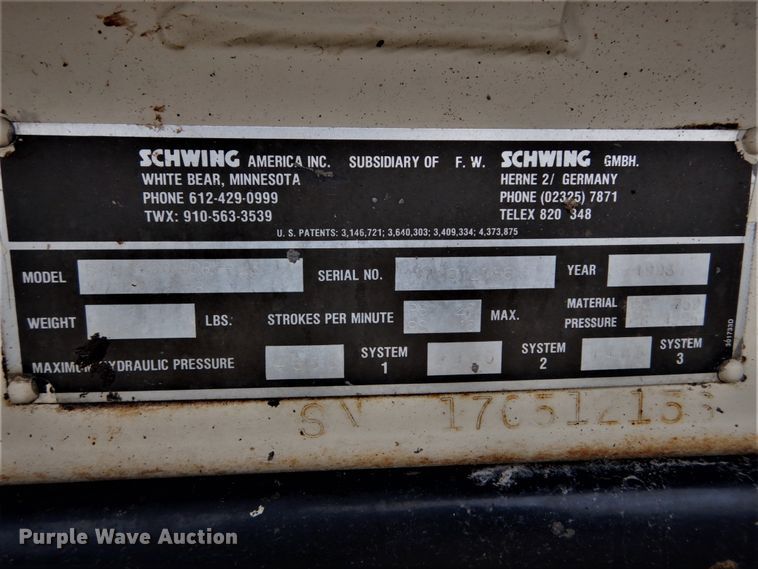 SCHWING AMERICA INC. SUBSIDIARY OF F. W. SCHWING GMBH.
WHITE BEAR, MINNESOTA HERNE 2/ GERMANY
PHONE 612-429-0999 PHONE (02325) 7871
TWX: 910-563-3539 TELEX 820 348
U. S. PATENTS: 3,146,721; 3,640,303; 3,409,334; 4,373,875
MODEL SERIAL NO. YEAR
WEIGHT LBS. STROKES PER MINUTE MAX. MATERIAL PRESSURE
MAXIMUM HYDRAULIC PRESSURE SYSTEM 1 SYSTEM 2 SYSTEM 3
301733D
SN
Purple Wave Auction